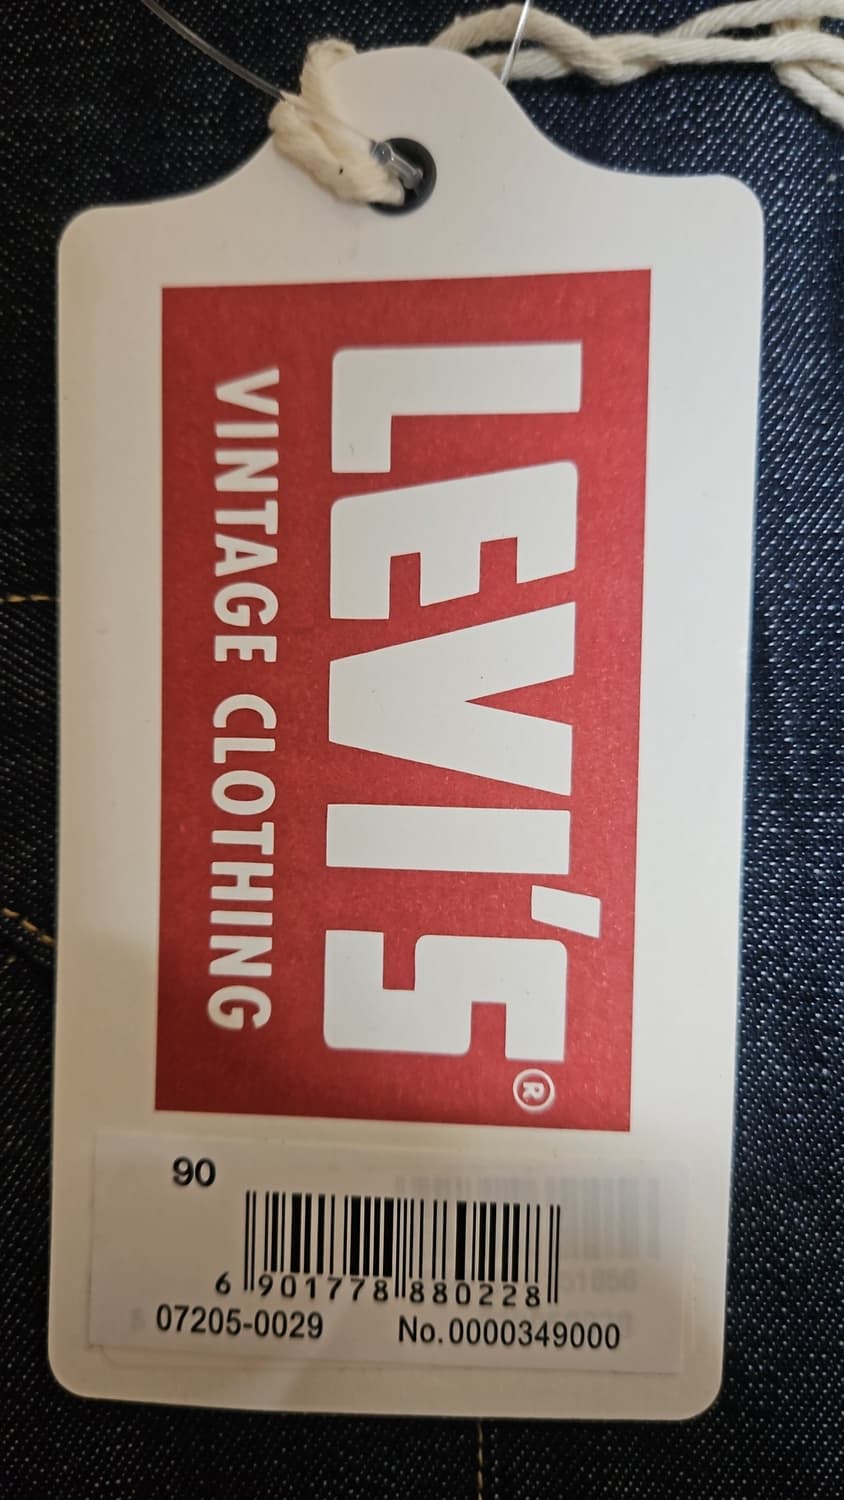 LEVI'S®
VINTAGE CLOTHING
90
6 901778 880228
07205-0029 No.0000349000